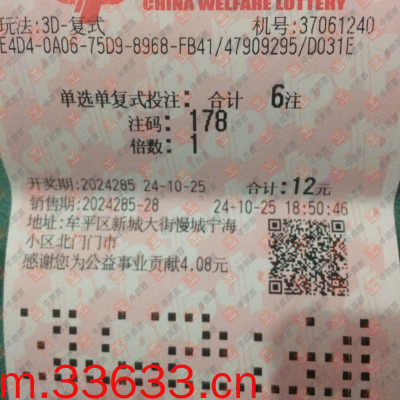 CHINA WELFARE LOTTERY
玩法:3D-复式 机号:37061240
E4D4-0A06-75D9-8968-FB41/47909295/D031E
单选单复式投注: 合计 6注
注码: 178
倍数: 1
开奖期:2024285 24-10-25 合计:12元
销售期:2024285-28 24-10-25 18:50:46
地址:牟平区新城大街慢城宁海
小区北门门市
感谢您为公益事业贡献4.08元
m.33633.cn